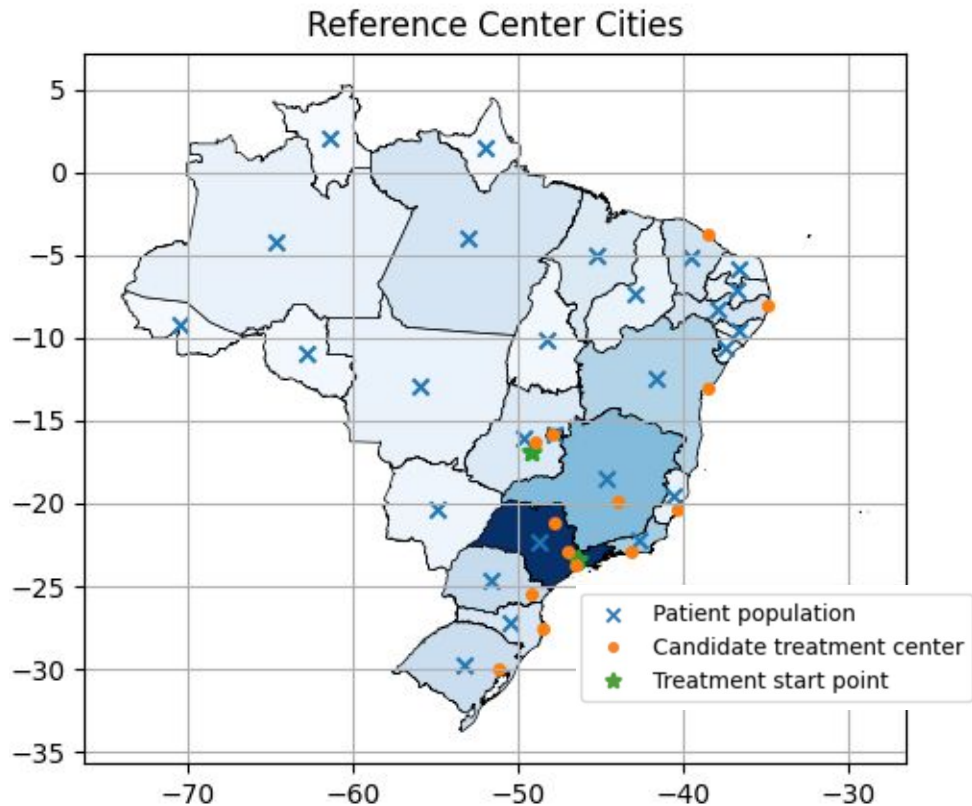 Reference Center Cities
5
0
−5
−10
−15
−20
−25
−30
−35
Patient population
Candidate treatment center
Treatment start point
−70 −60 −50 −40 −30